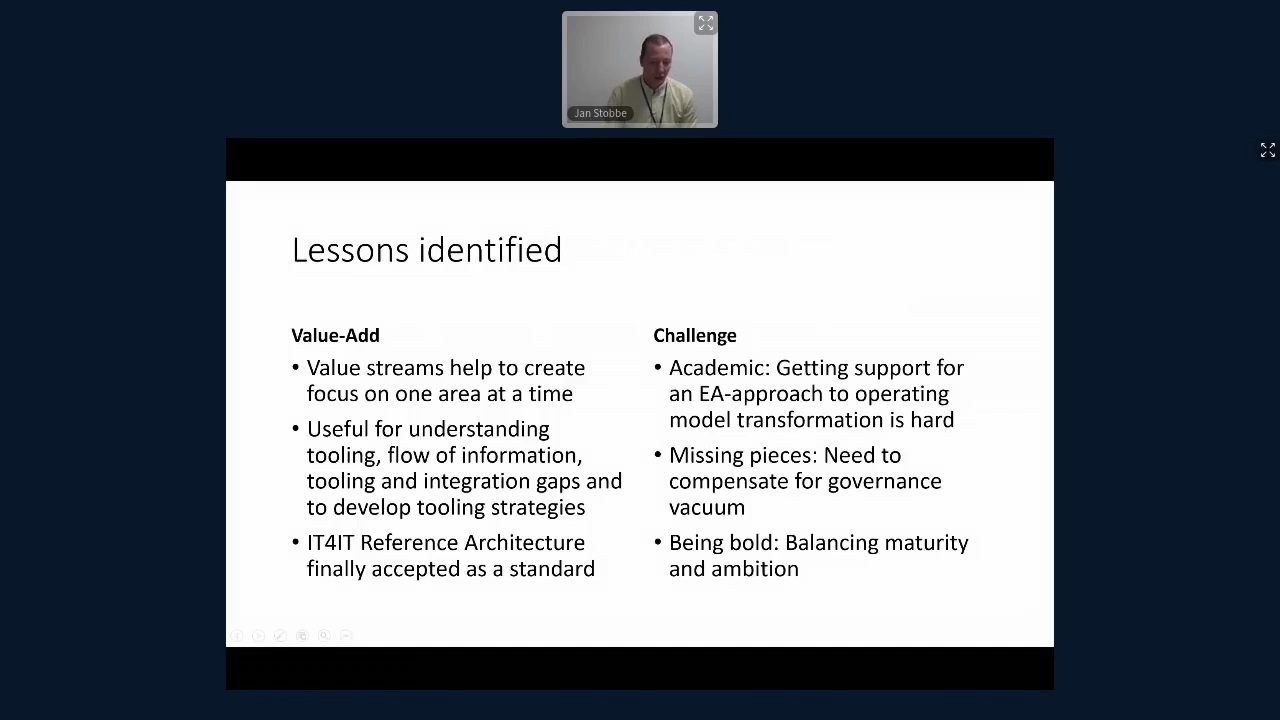 Jan Stobbe
Lessons identified
Value-Add
• Value streams help to create
focus on one area at a time
• Useful for understanding
tooling, flow of information,
tooling and integration gaps and
to develop tooling strategies
• IT4IT Reference Architecture
finally accepted as a standard
Challenge
• Academic: Getting support for
an EA-approach to operating
model transformation is hard
• Missing pieces: Need to
compensate for governance
vacuum
• Being bold: Balancing maturity
and ambition